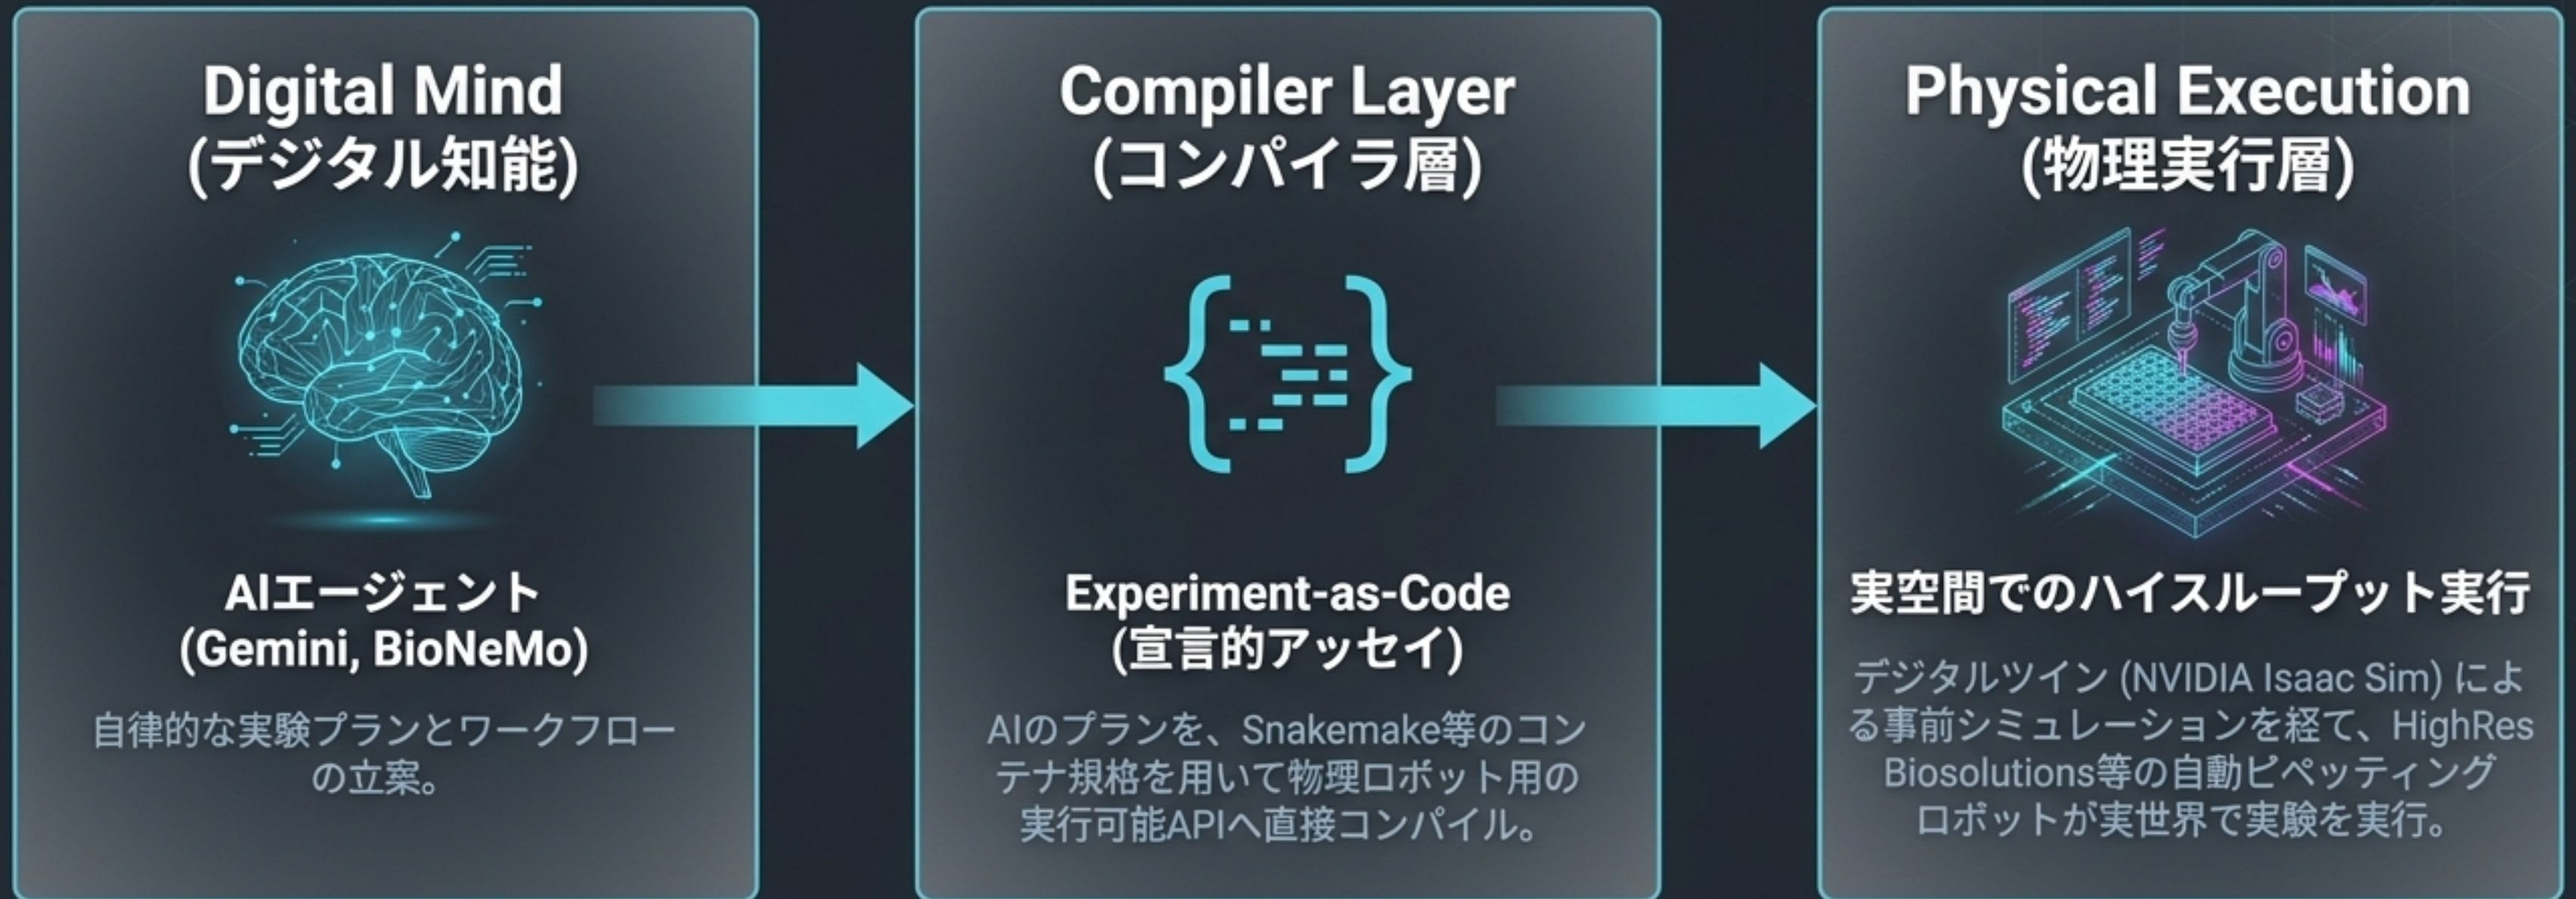 Digital Mind
(デジタル知能)
AIエージェント
(Gemini, BioNeMo)
自律的な実験プランとワークフロー
の立案。
Compiler Layer
(コンパイラ層)
Experiment-as-Code
(宣言的アッセイ)
AIのプランを、Snakemake等のコン
テナ規格を用いて物理ロボット用の
実行可能APIへ直接コンパイル。
Physical Execution
(物理実行層)
実空間でのハイスループット実行
デジタルツイン (NVIDIA Isaac Sim) によ
る事前シミュレーションを経て、HighRes
Biosolutions等の自動ピペッティング
ロボットが実世界で実験を実行。